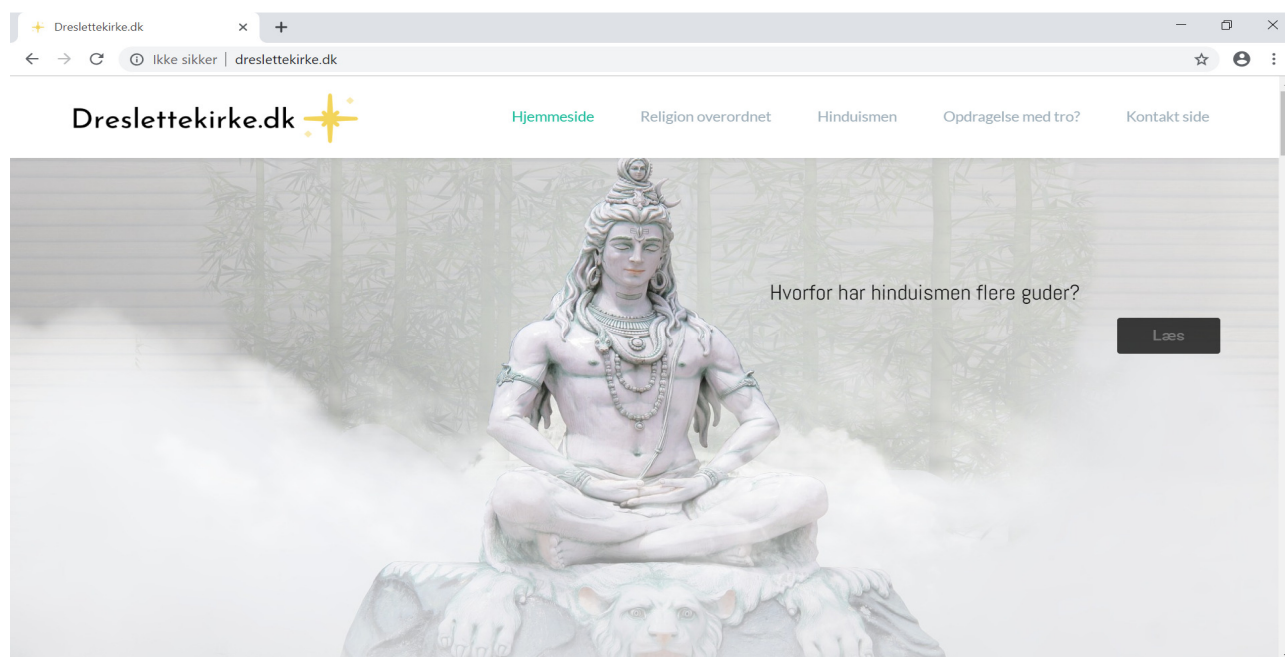 Dreslettekirke.dk
Ikke sikker | dreslettekirke.dk
Dreslettekirke.dk
Hjemmeside Religion overordnet Hinduismen Opdragelse med tro? Kontakt side
Hvorfor har hinduismen flere guder?
Læs